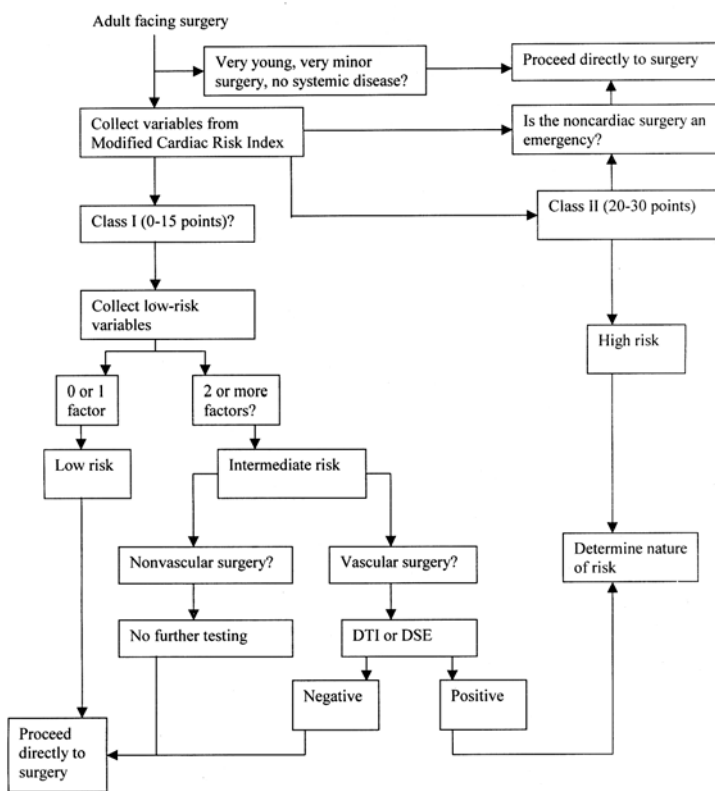 Adult facing surgery
Very young, very minor
surgery, no systemic disease?
Proceed directly to surgery
Collect variables from
Modified Cardiac Risk Index
Is the noncardiac surgery an
emergency?
Class I (0-15 points)?
Class II (20-30 points)
Collect low-risk
variables
High risk
0 or 1
factor
2 or more
factors?
Low risk
Intermediate risk
Nonvascular surgery?
Vascular surgery?
Determine nature
of risk
No further testing
DTI or DSE
Negative
Positive
Proceed
directly to
surgery